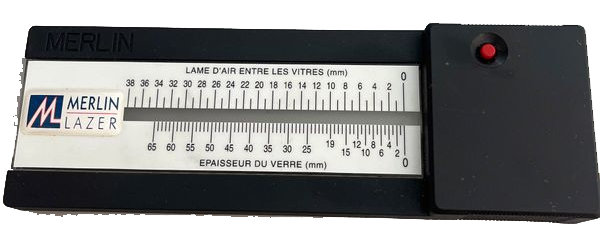 MERLIN
LAME D'AIR ENTRE LES VITRES (mm)
38 36 34 32 30 28 26 24 22 20 18 16 14 12 10 8 6 4 2 0
MERLIN
LAZER
65 60 55 50 45 40 35 30 25 19 15 12 10 8 6 4 2 0
EPAISSEUR DU VERRE (mm)